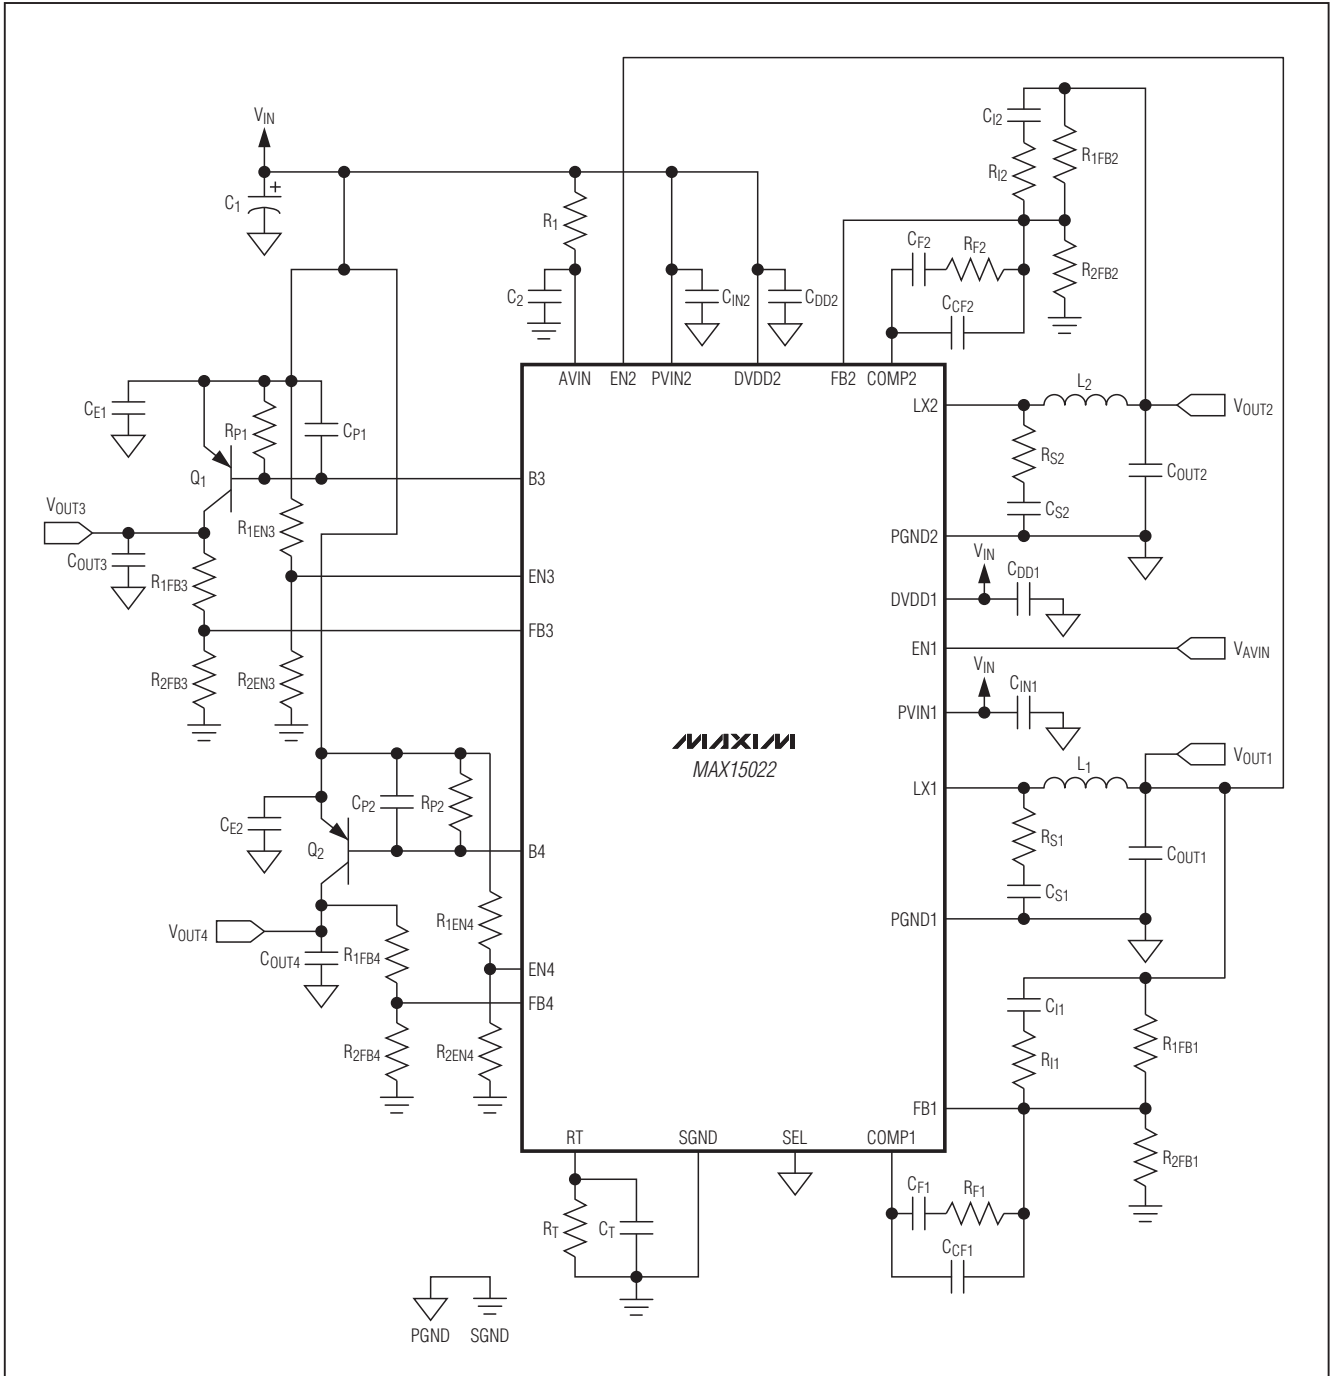 VIN
C1
+
R1
C2
CIN2
CDD2
CI2
RI2
R1FB2
CF2
RF2
R2FB2
CCF2
AVIN
EN2
PVIN2
DVDD2
FB2
COMP2
CE1
RP1
CP1
Q1
B3
LX2
L2
VOUT2
RS2
COUT2
CS2
VOUT3
COUT3
R1EN3
R1FB3
PGND2
VIN
CDD1
EN3
DVDD1
FB3
EN1
VAVIN
R2FB3
R2EN3
VIN
CIN1
PVIN1
MAXIM
MAX15022
VOUT1
LX1
L1
CP2
RP2
CE2
Q2
B4
RS1
COUT1
CS1
VOUT4
COUT4
R1FB4
R1EN4
PGND1
EN4
FB4
CI1
R2FB4
R2EN4
RI1
R1FB1
FB1
RT
SGND
SEL
COMP1
R2FB1
RT
CT
CF1
RF1
CCF1
PGND
SGND